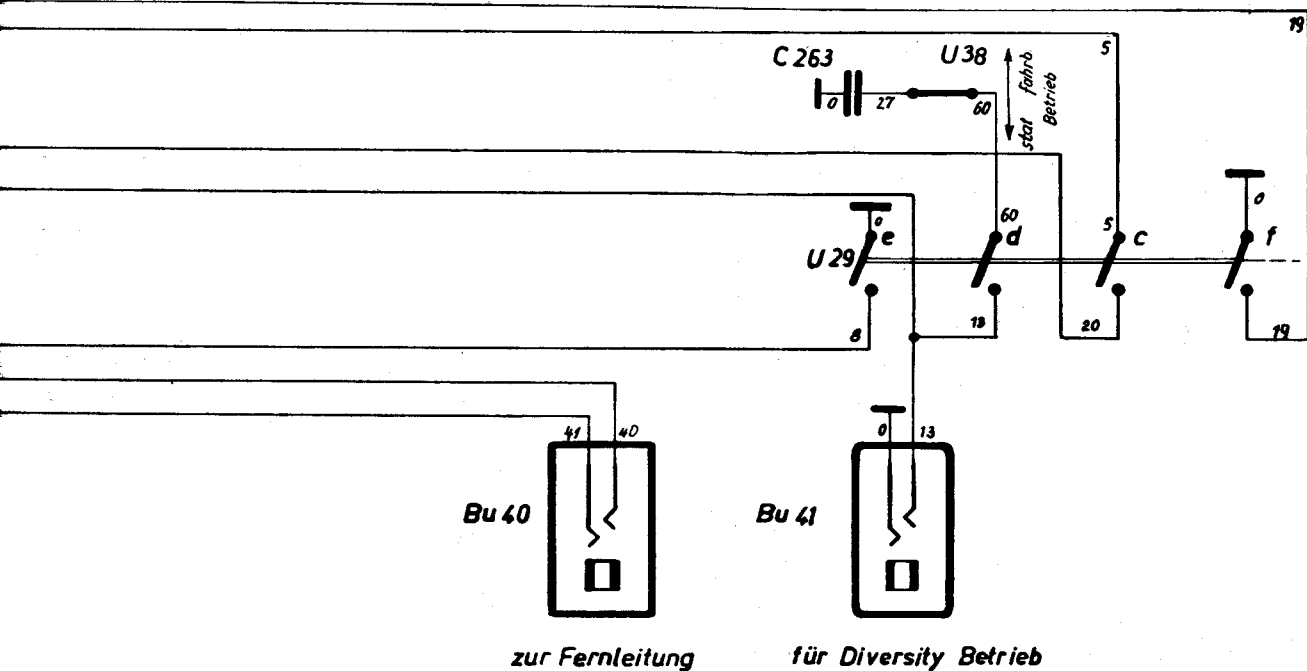 19
5
C 263
U 38
0
27
60
stat fahrb
Betrieb
0
60
5
0
e
d
c
f
U 29
8
13
20
19
41
40
0
13
Bu 40
Bu 41
zur Fernleitung
für Diversity Betrieb